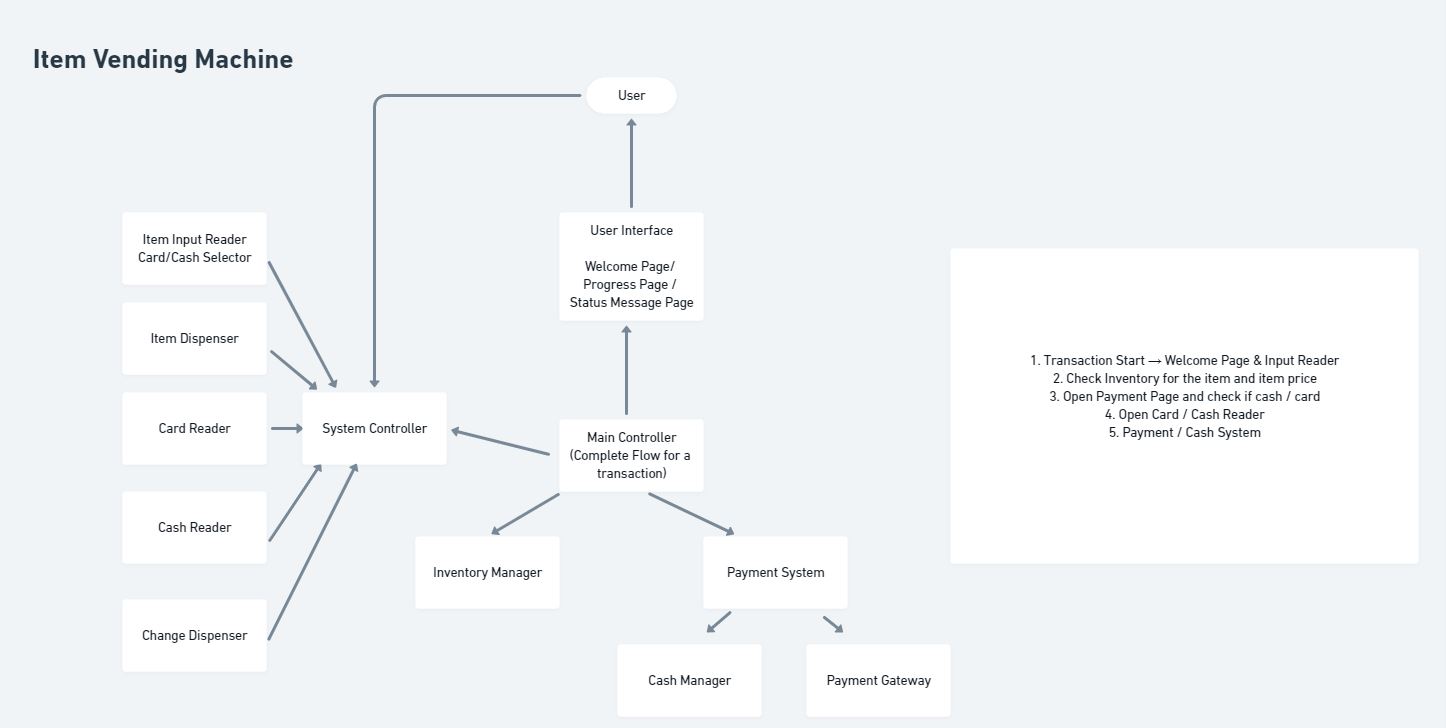 Item Vending Machine
User
Item Input Reader
Card/Cash Selector
User Interface
Welcome Page/
Progress Page /
Status Message Page
Item Dispenser
Card Reader
System Controller
Main Controller
(Complete Flow for a
transaction)
Cash Reader
Inventory Manager
Payment System
Change Dispenser
Cash Manager
Payment Gateway
1. Transaction Start → Welcome Page & Input Reader
2. Check Inventory for the item and item price
3. Open Payment Page and check if cash / card
4. Open Card / Cash Reader
5. Payment / Cash System